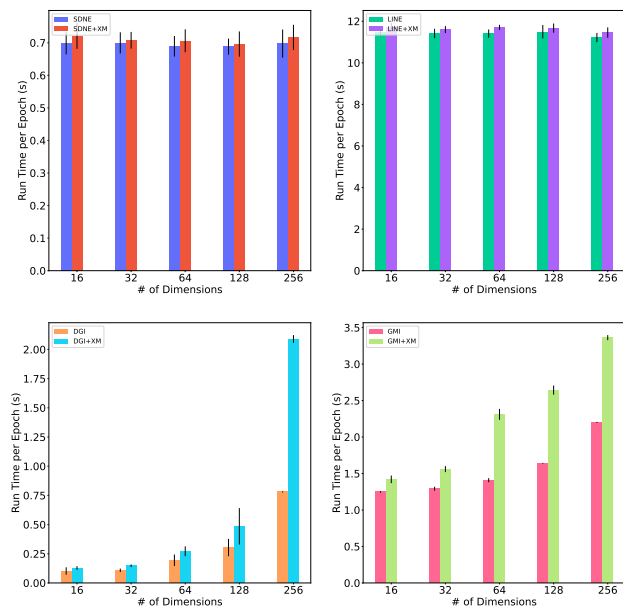 SDNE
SDNE+XM
0.7
0.6
0.5
0.4
0.3
0.2
0.1
0.0
Run Time per Epoch (s)
16 32 64 128 256
# of Dimensions
LINE
LINE+XM
12
10
8
6
4
2
0
Run Time per Epoch (s)
16 32 64 128 256
# of Dimensions
DGI
DGI+XM
2.00
1.75
1.50
1.25
1.00
0.75
0.50
0.25
0.00
Run Time per Epoch (s)
16 32 64 128 256
# of Dimensions
GMI
GMI+XM
3.5
3.0
2.5
2.0
1.5
1.0
0.5
0.0
Run Time per Epoch (s)
16 32 64 128 256
# of Dimensions